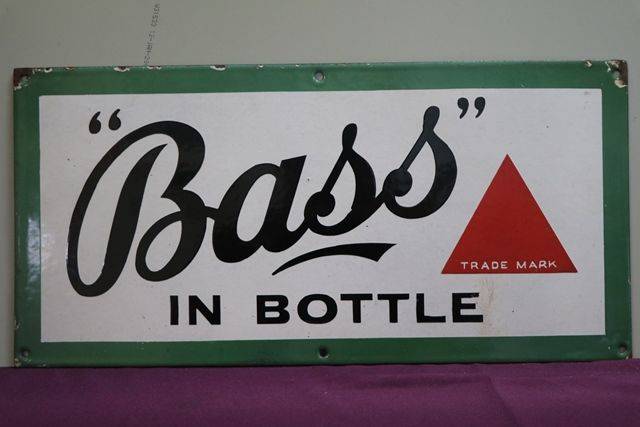 "Bass"
TRADE MARK
IN BOTTLE